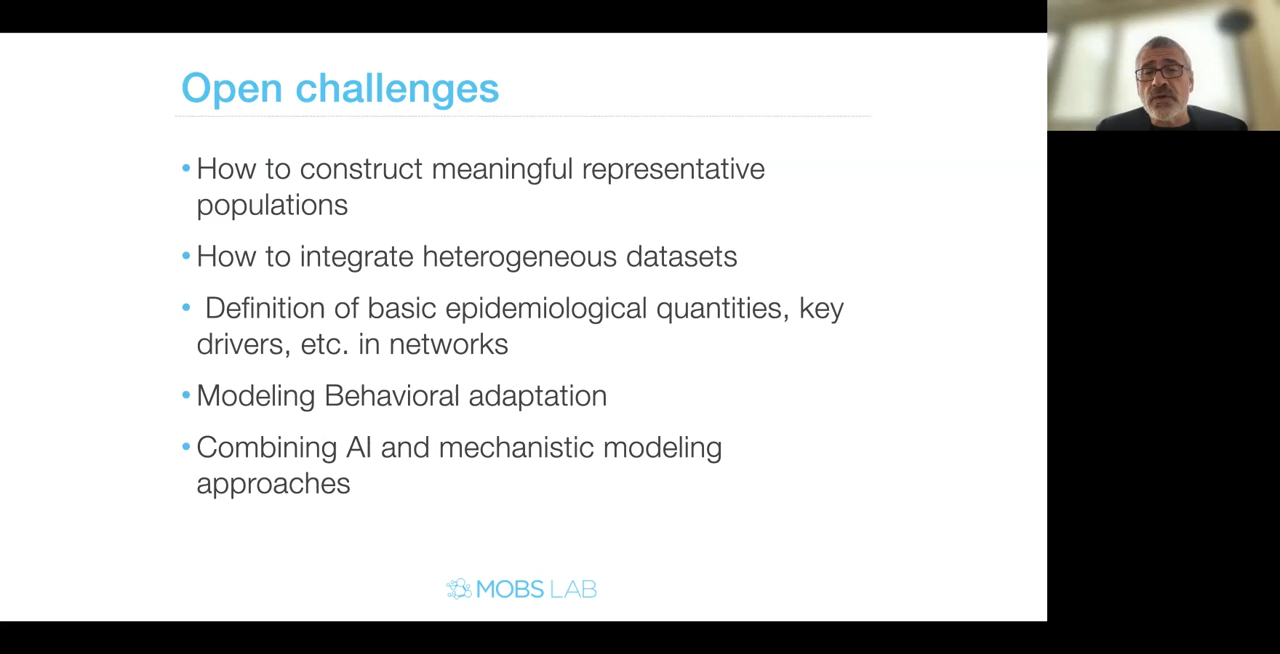 Open challenges
• How to construct meaningful representative
populations
• How to integrate heterogeneous datasets
• Definition of basic epidemiological quantities, key
drivers, etc. in networks
• Modeling Behavioral adaptation
• Combining AI and mechanistic modeling
approaches
MOBS LAB